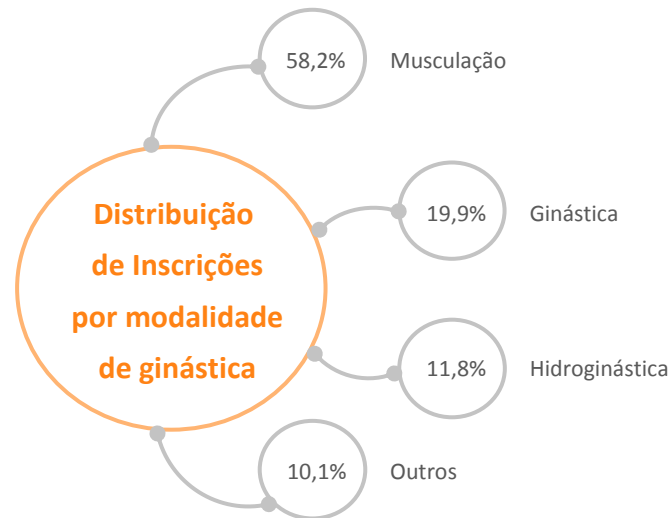 58,2% Musculação
Distribuição
de Inscrições
por modalidade
de ginástica
19,9% Ginástica
11,8% Hidroginástica
10,1% Outros